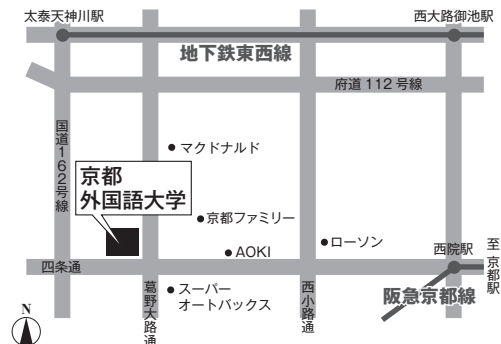 太泰天神川駅
西大路御池駅
地下鉄東西線
府道112号線
国道162号線
マクドナルド
京都
外国語大学
京都ファミリー
AOKI
ローソン
西院駅
至 京都駅
四条通
葛野大路通
スーパー
オートバックス
西小路通
阪急京都線
N